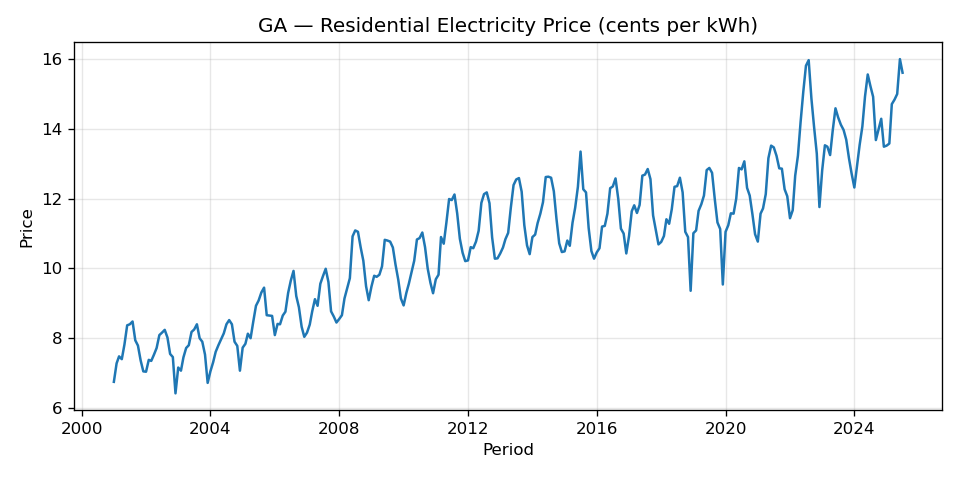 GA — Residential Electricity Price (cents per kWh)
16
14
12
10
8
6
Price
2000 2004 2008 2012 2016 2020 2024
Period